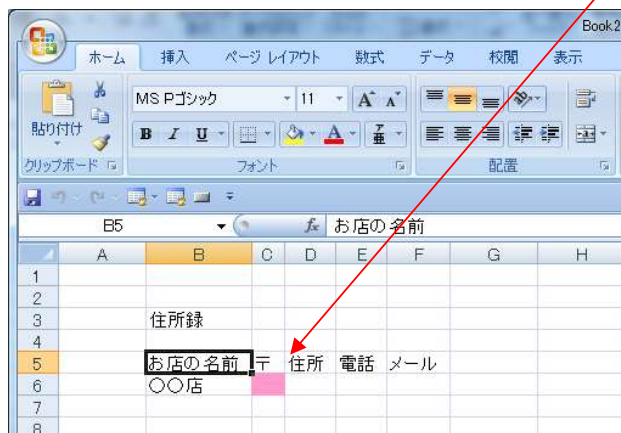 Book2
ホーム 挿入 ページ レイアウト 数式 データ 校閲 表示
貼り付け
MS Pゴシック 11 A A
B I U A 亜
クリップボード フォント 配置
B5 fx お店の名前
A B C D E F G H
1
2
3 住所録
4
5 お店の名前 〒 住所 電話 メール
6 〇〇店
7
8